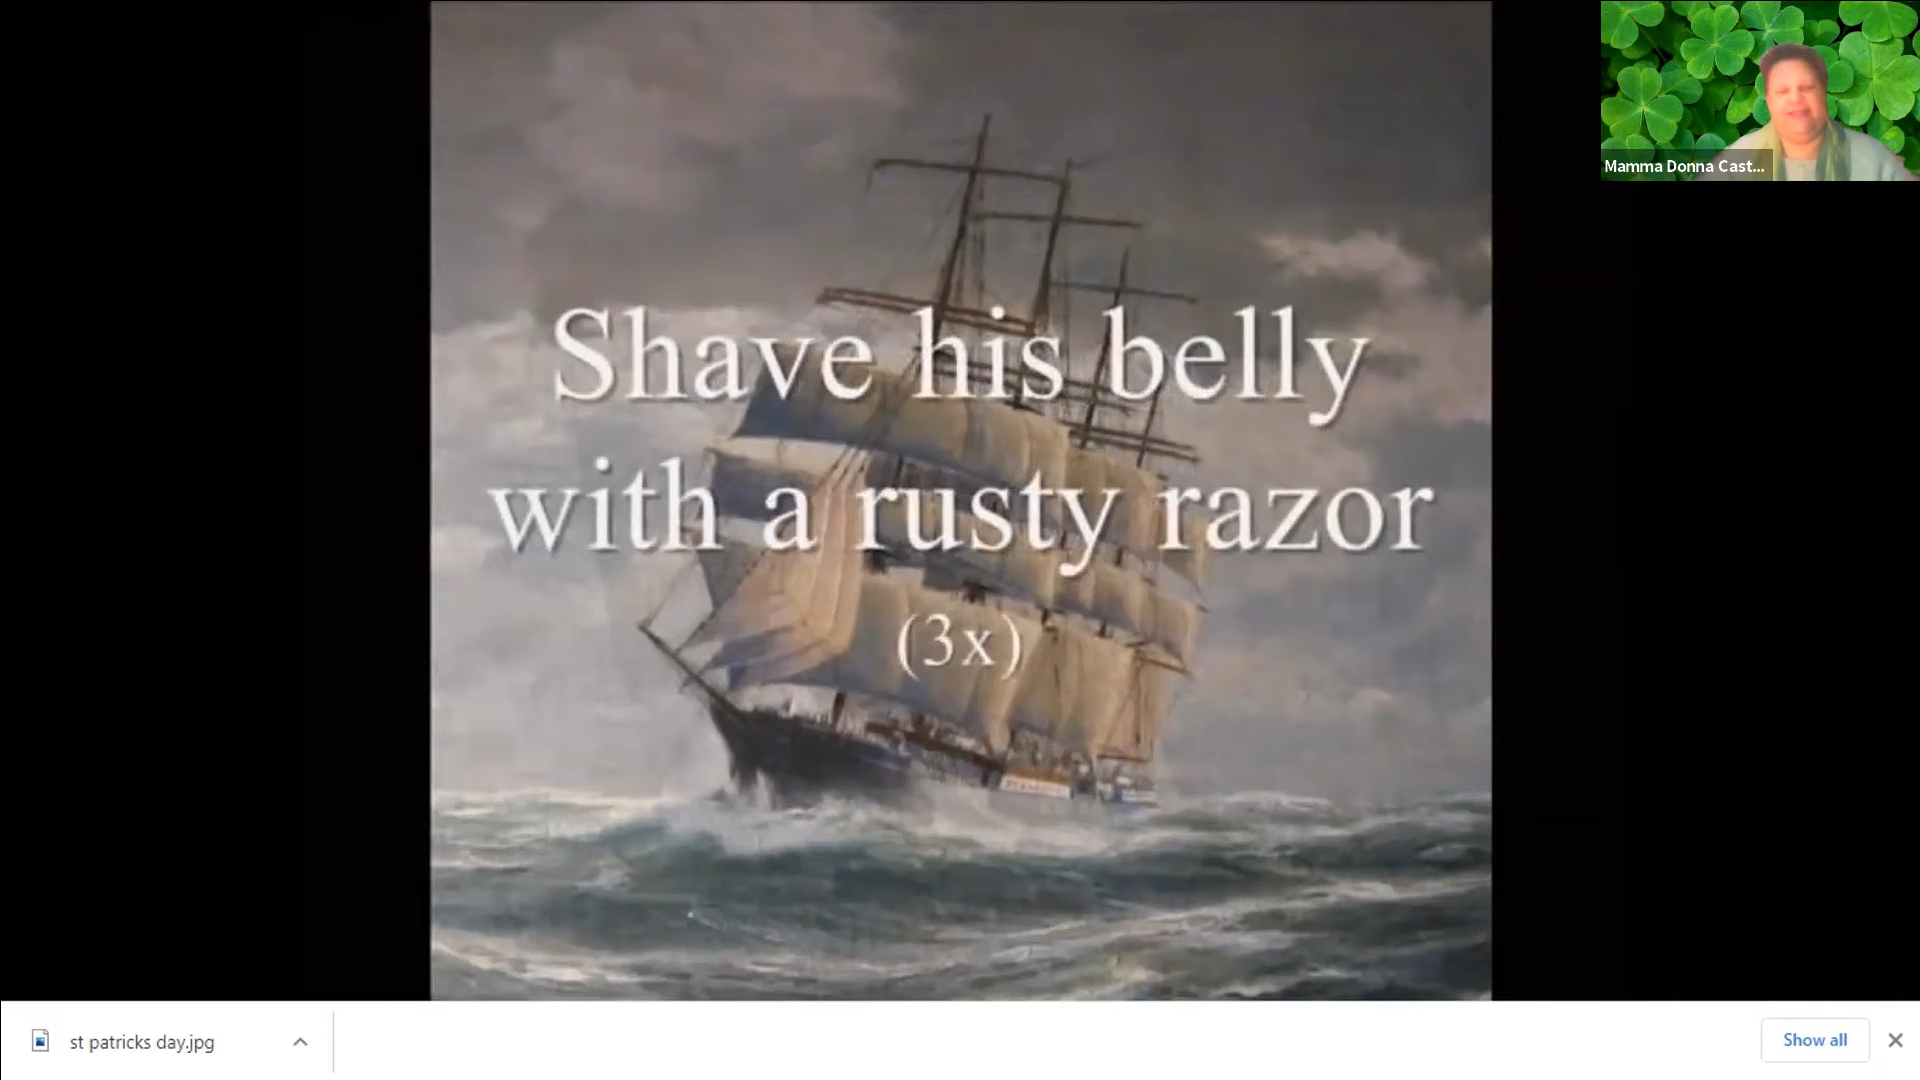 Shave his belly
with a rusty razor
(3x)
Mamma Donna Cast...
st patricks day.jpg
Show all